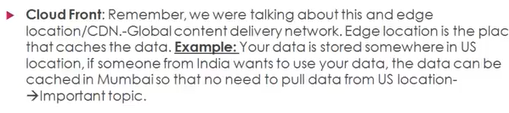 ▶ Cloud Front: Remember, we were talking about this and edge
location/CDN.-Global content delivery network. Edge location is the plac
that caches the data. Example: Your data is stored somewhere in US
location, if someone from India wants to use your data, the data can be
cached in Mumbai so that no need to pull data from US location-
→Important topic.